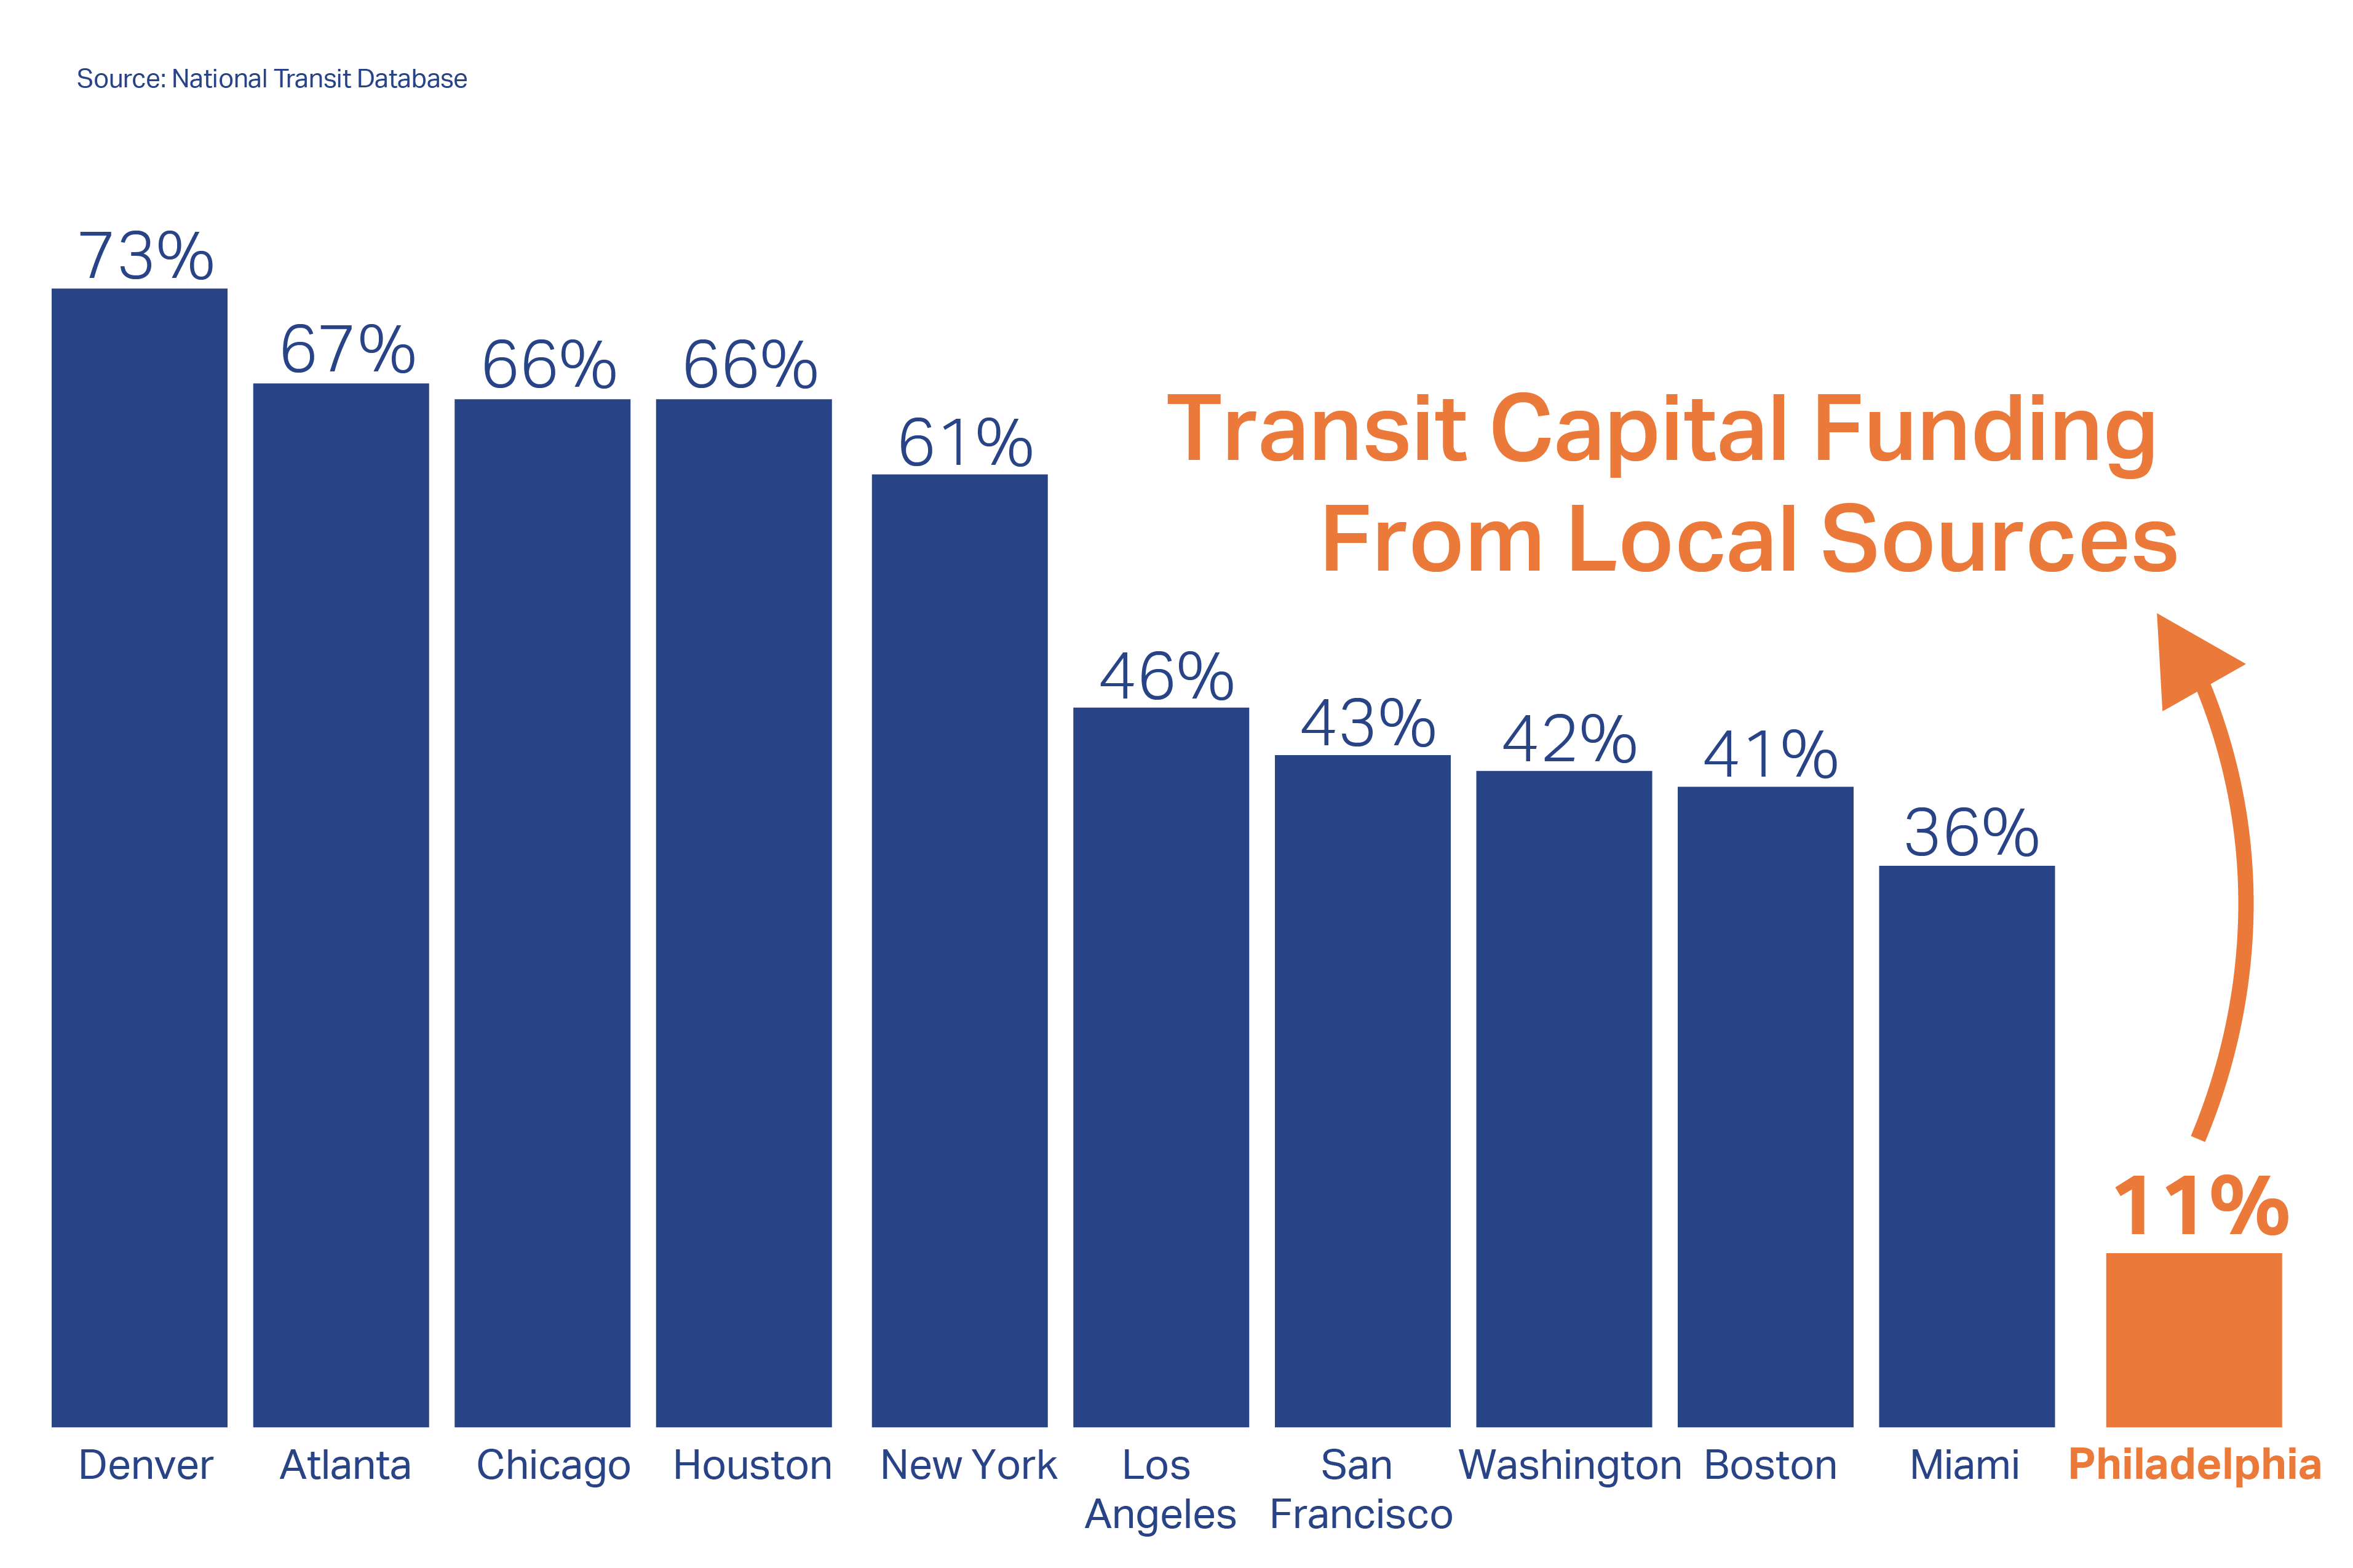 Source: National Transit Database
73%
67%
66%
66%
61%
Transit Capital Funding
From Local Sources
46%
43%
42%
41%
36%
11%
Denver
Atlanta
Chicago
Houston
New York
Los
Angeles
San
Francisco
Washington
Boston
Miami
Philadelphia